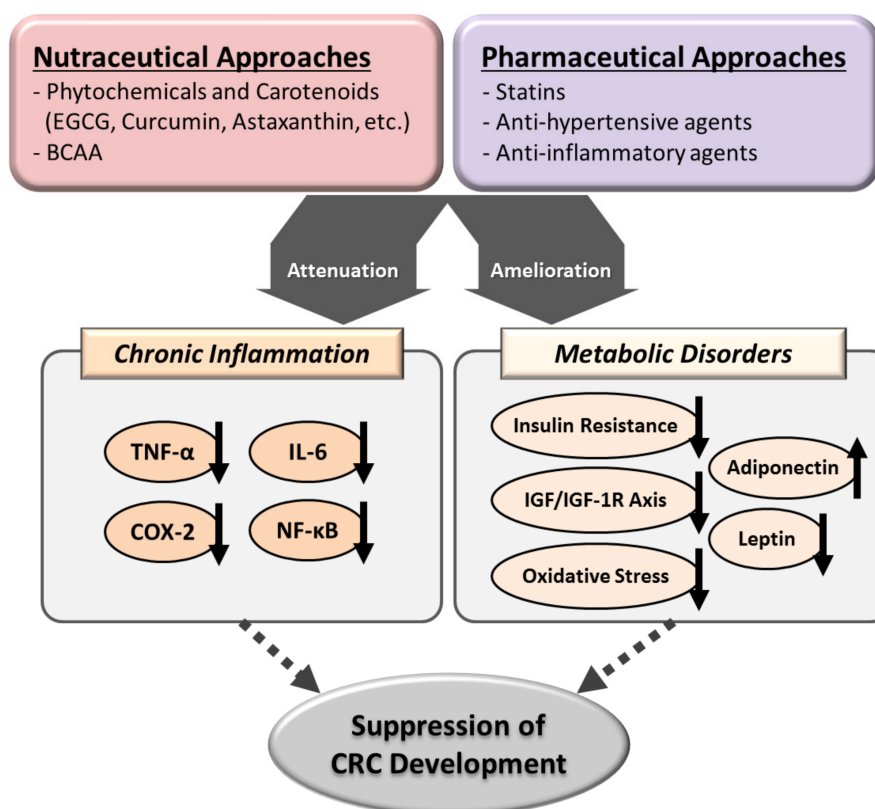 Nutraceutical Approaches
- Phytochemicals and Carotenoids
(EGCG, Curcumin, Astaxanthin, etc.)
- BCAA
Pharmaceutical Approaches
- Statins
- Anti-hypertensive agents
- Anti-inflammatory agents
Attenuation
Amelioration
Chronic Inflammation
TNF-α
IL-6
COX-2
NF-κB
Metabolic Disorders
Insulin Resistance
Adiponectin
IGF/IGF-1R Axis
Leptin
Oxidative Stress
Suppression of
CRC Development